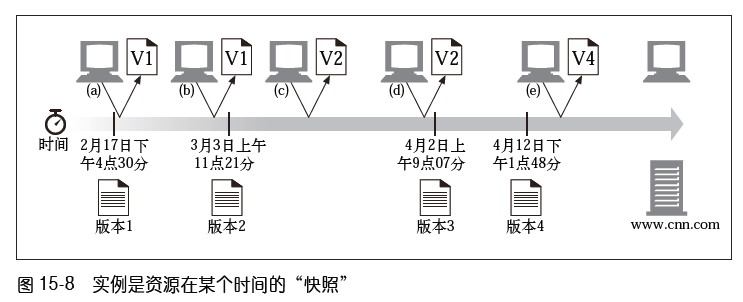 V1 V1 V2 V2 V4
(a) (b) (c) (d) (e)
时间
2月17日下
午4点30分
3月3日上午
11点21分
4月2日上
午9点07分
4月12日下
午1点48分
版本1 版本2 版本3 版本4
www.cnn.com
图 15-8 实例是资源在某个时间的“快照”